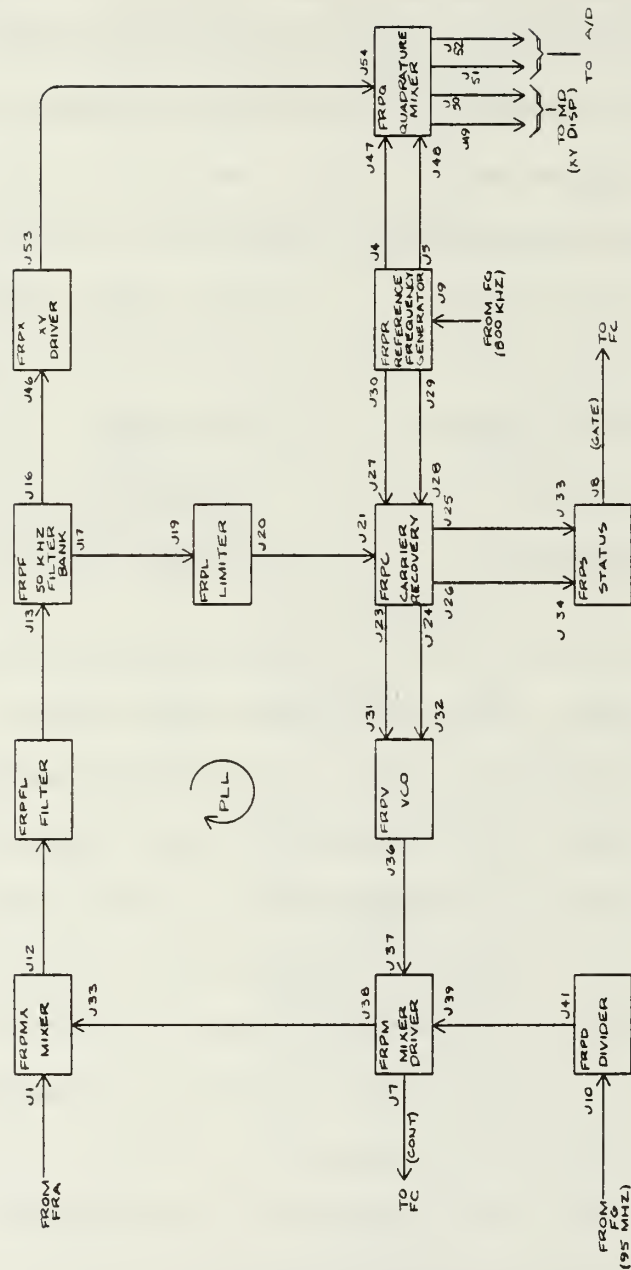 FROM
FRA
J1
FRPMX
MIXER
J12
J33
FRPFL
FILTER
J13
FRPF
50 KHZ
FILTER
BANK
J16
J17
J46
FRPX
XY
DRIVER
J53
J54
PLL
J19
FRPL
LIMITER
J20
J21
TO
FC
(CONT)
J7
J38
FRPM
MIXER
DRIVER
J37
J39
J36
FRPV
VCO
J31
J32
J23
J24
FRPC
CARRIER
RECOVERY
J27
J28
J25
J26
J30
J29
FRPR
REFERENCE
FREQUENCY
GENERATOR
J4
J5
J9
FROM FG
(800 KHZ)
J47
J48
FRPQ
QUADRATURE
MIXER
J49
J50
J51
J52
TO MD
(XY DISP)
TO A/D
FROM
FG
(95 MHZ)
J10
FRPD
DIVIDER
J41
J34
J33
FRPS
STATUS
J8
(GATE)
TO
FC